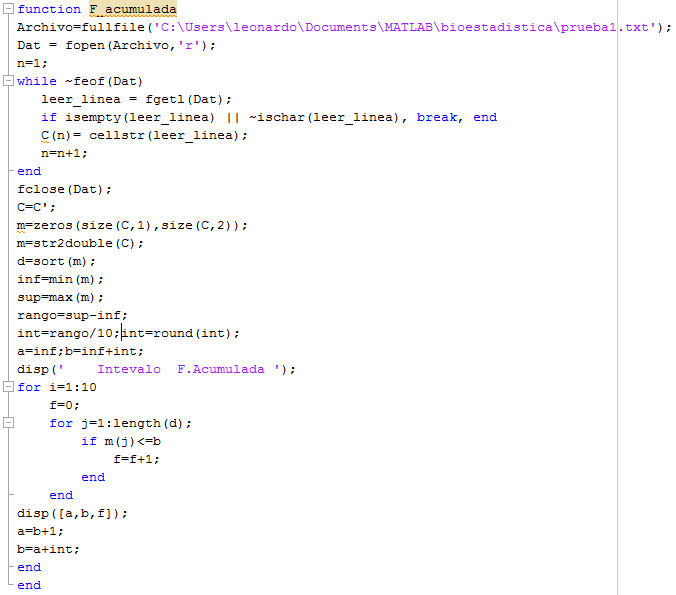 function F_acumulada
Archivo=fullfile('C:\Users\leonardo\Documents\MATLAB\bioestadistica\prueba1.txt');
Dat = fopen(Archivo,'r');
n=1;
while ~feof(Dat)
   leer_linea = fgetl(Dat);
   if isempty(leer_linea) || ~ischar(leer_linea), break, end
   C(n)= cellstr(leer_linea);
   n=n+1;
end
fclose(Dat);
C=C';
m=zeros(size(C,1),size(C,2));
m=str2double(C);
d=sort(m);
inf=min(m);
sup=max(m);
rango=sup-inf;
int=rango/10;int=round(int);
a=inf;b=inf+int;
disp('    Intevalo  F.Acumulada ');
for i=1:10
    f=0;
    for j=1:length(d);
        if m(j)<=b
            f=f+1;
        end
    end
disp([a,b,f]);
a=b+1;
b=a+int;
end
end